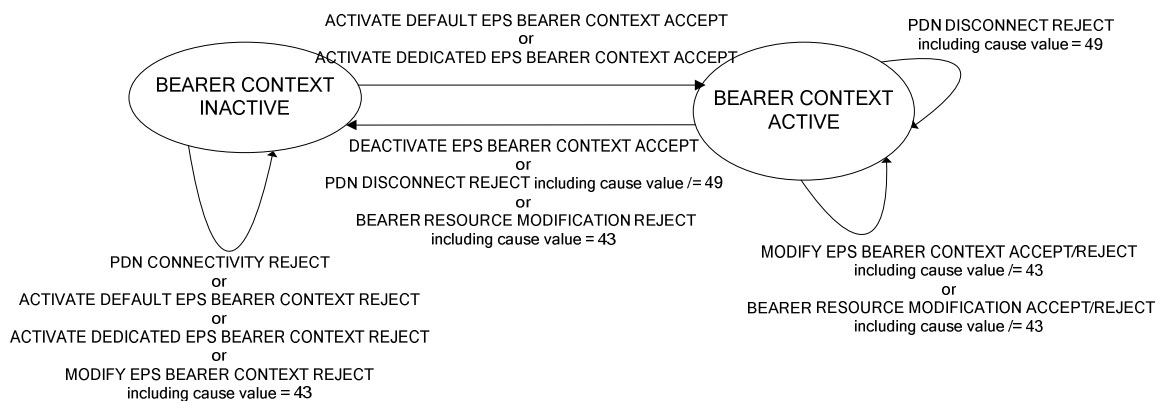 ACTIVATE DEFAULT EPS BEARER CONTEXT ACCEPT
or
ACTIVATE DEDICATED EPS BEARER CONTEXT ACCEPT
PDN DISCONNECT REJECT
including cause value = 49
BEARER CONTEXT
INACTIVE
BEARER CONTEXT
ACTIVE
DEACTIVATE EPS BEARER CONTEXT ACCEPT
or
PDN DISCONNECT REJECT including cause value /= 49
or
BEARER RESOURCE MODIFICATION REJECT
including cause value = 43
PDN CONNECTIVITY REJECT
or
ACTIVATE DEFAULT EPS BEARER CONTEXT REJECT
or
ACTIVATE DEDICATED EPS BEARER CONTEXT REJECT
or
MODIFY EPS BEARER CONTEXT REJECT
including cause value = 43
MODIFY EPS BEARER CONTEXT ACCEPT/REJECT
including cause value /= 43
or
BEARER RESOURCE MODIFICATION ACCEPT/REJECT
including cause value /= 43